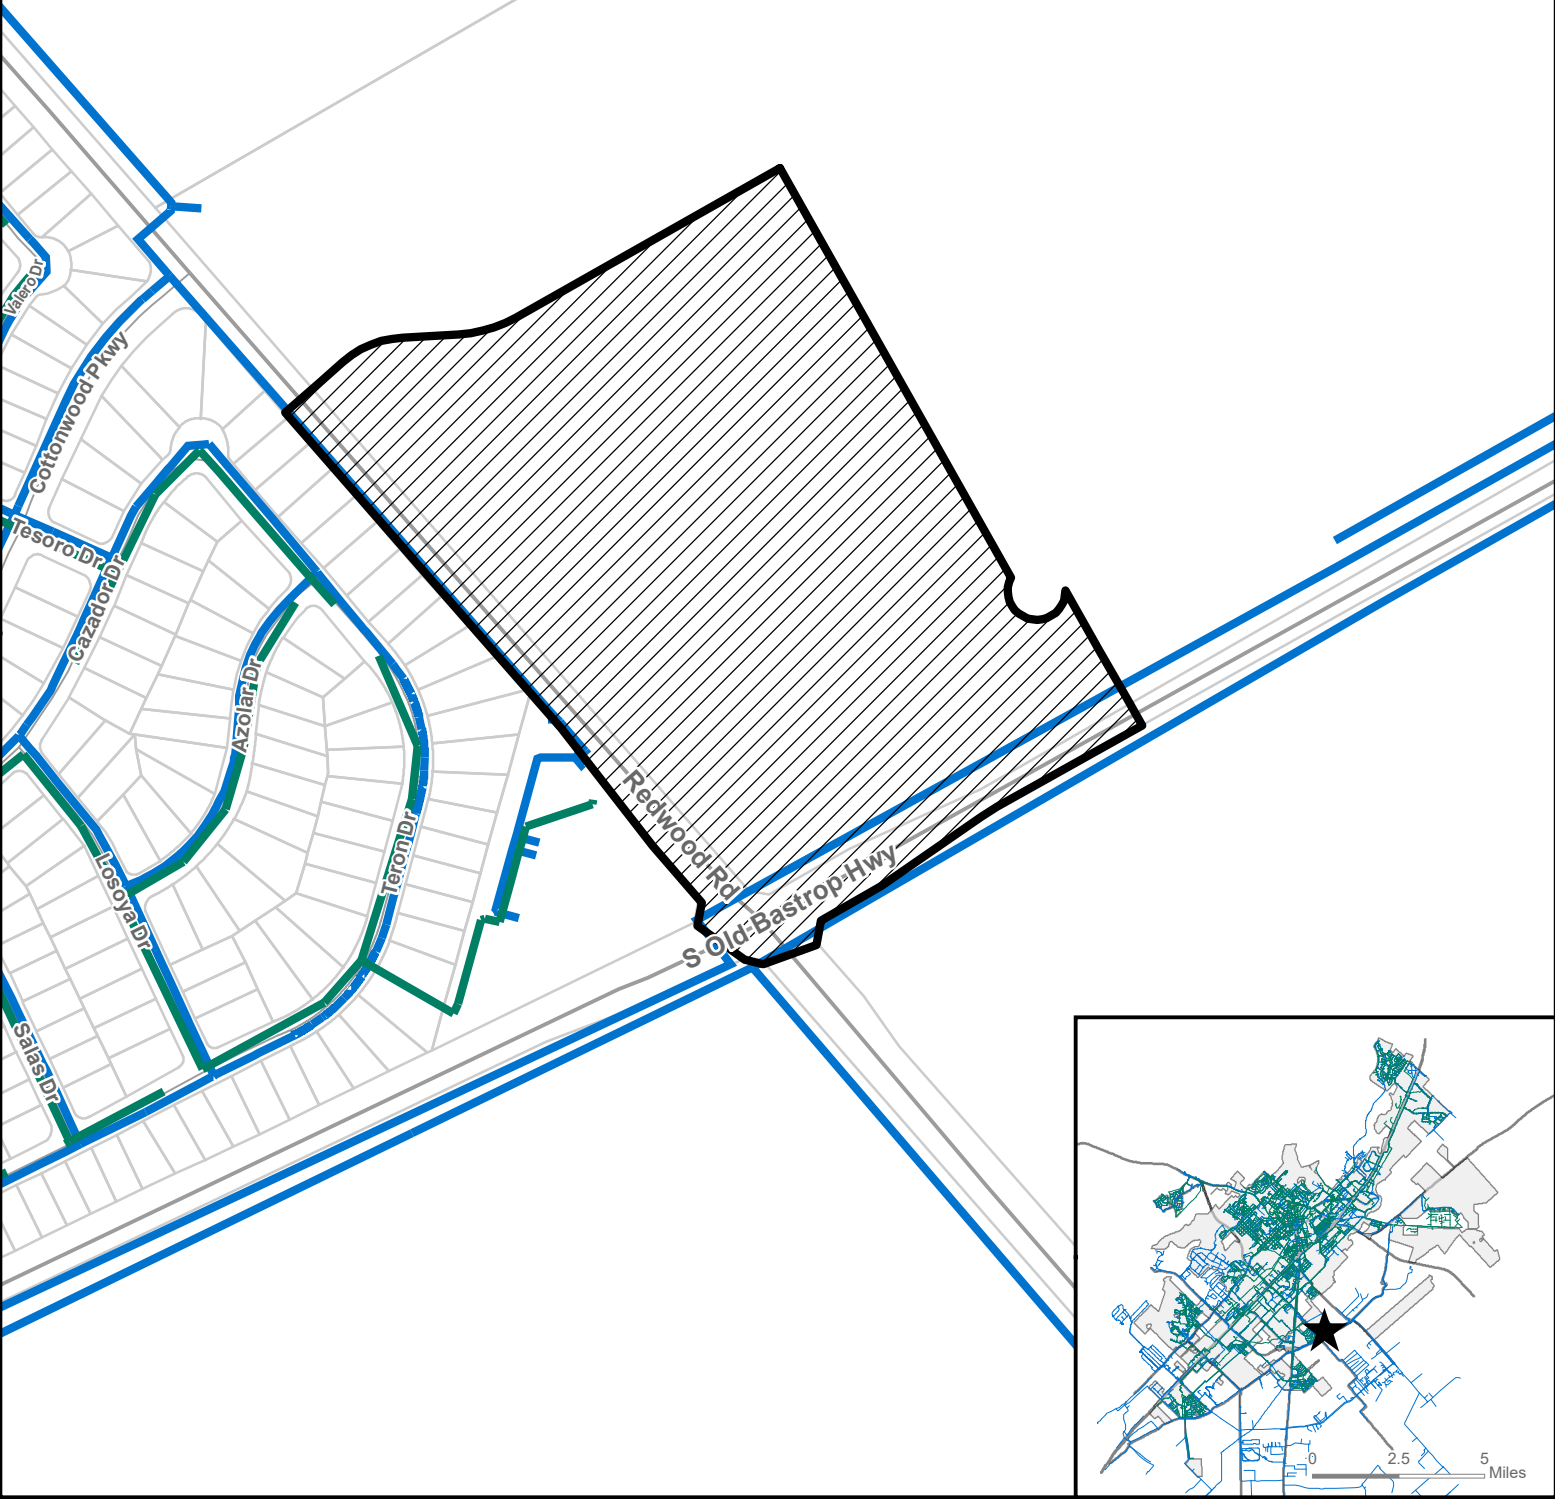 Valero Dr
Cottonwood Pkwy
Tesoro Dr
Cazador Dr
Azolar Dr
Redwood Rd
Teron Dr
S Old Bastrop Hwy
Losoya Dr
Salas Dr
0 2.5 5
Miles